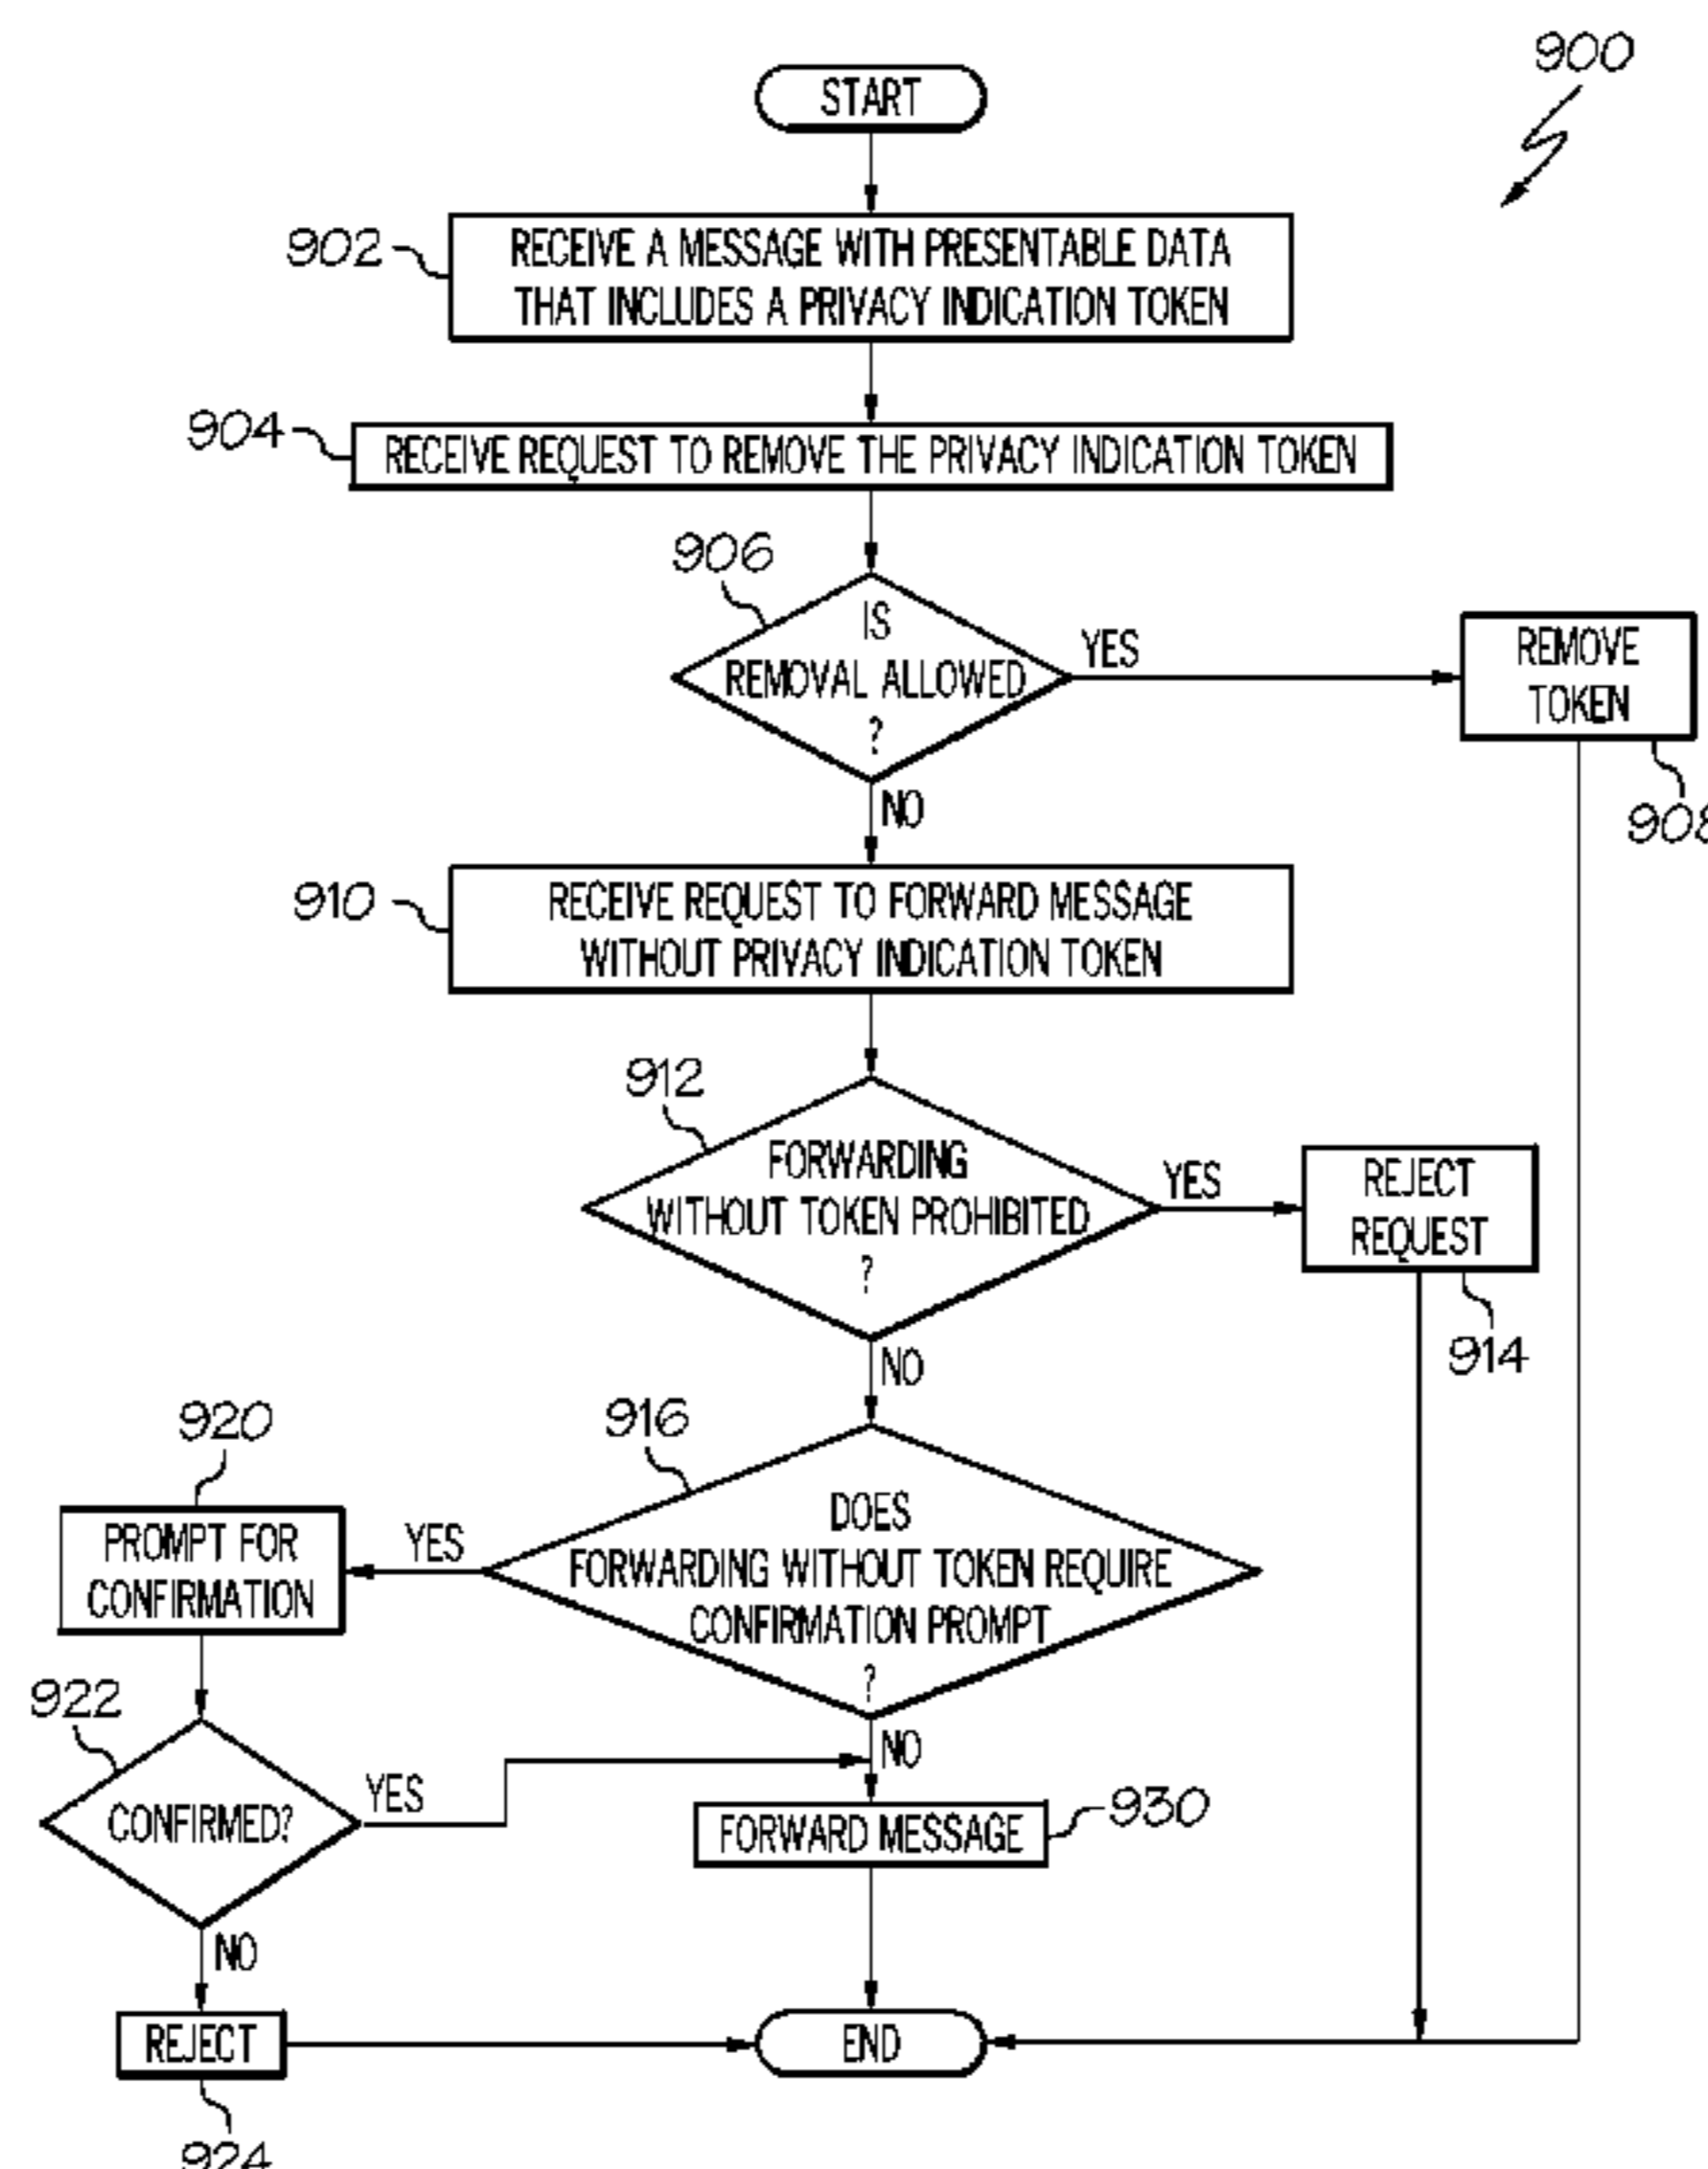 900
START
902
RECEIVE A MESSAGE WITH PRESENTABLE DATA
THAT INCLUDES A PRIVACY INDICATION TOKEN
904
RECEIVE REQUEST TO REMOVE THE PRIVACY INDICATION TOKEN
906
IS
REMOVAL ALLOWED
?
YES
REMOVE
TOKEN
908
NO
910
RECEIVE REQUEST TO FORWARD MESSAGE
WITHOUT PRIVACY INDICATION TOKEN
912
FORWARDING
WITHOUT TOKEN PROHIBITED
?
YES
REJECT
REQUEST
914
NO
916
DOES
FORWARDING WITHOUT TOKEN REQUIRE
CONFIRMATION PROMPT
?
YES
920
PROMPT FOR
CONFIRMATION
922
CONFIRMED?
YES
NO
FORWARD MESSAGE
930
NO
REJECT
924
END